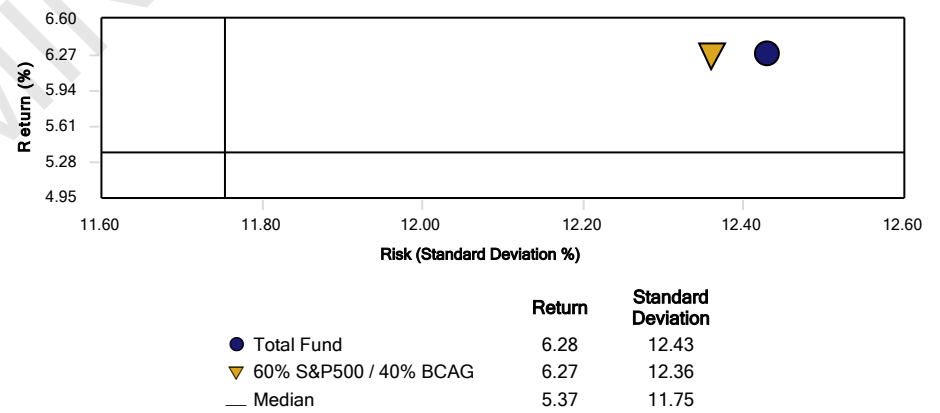 6.60
6.27
5.94
5.61
5.28
4.95
Return (%)
11.60 11.80 12.00 12.20 12.40 12.60
Risk (Standard Deviation %)
Return Standard Deviation
Total Fund 6.28 12.43
60% S&P500 / 40% BCAG 6.27 12.36
Median 5.37 11.75